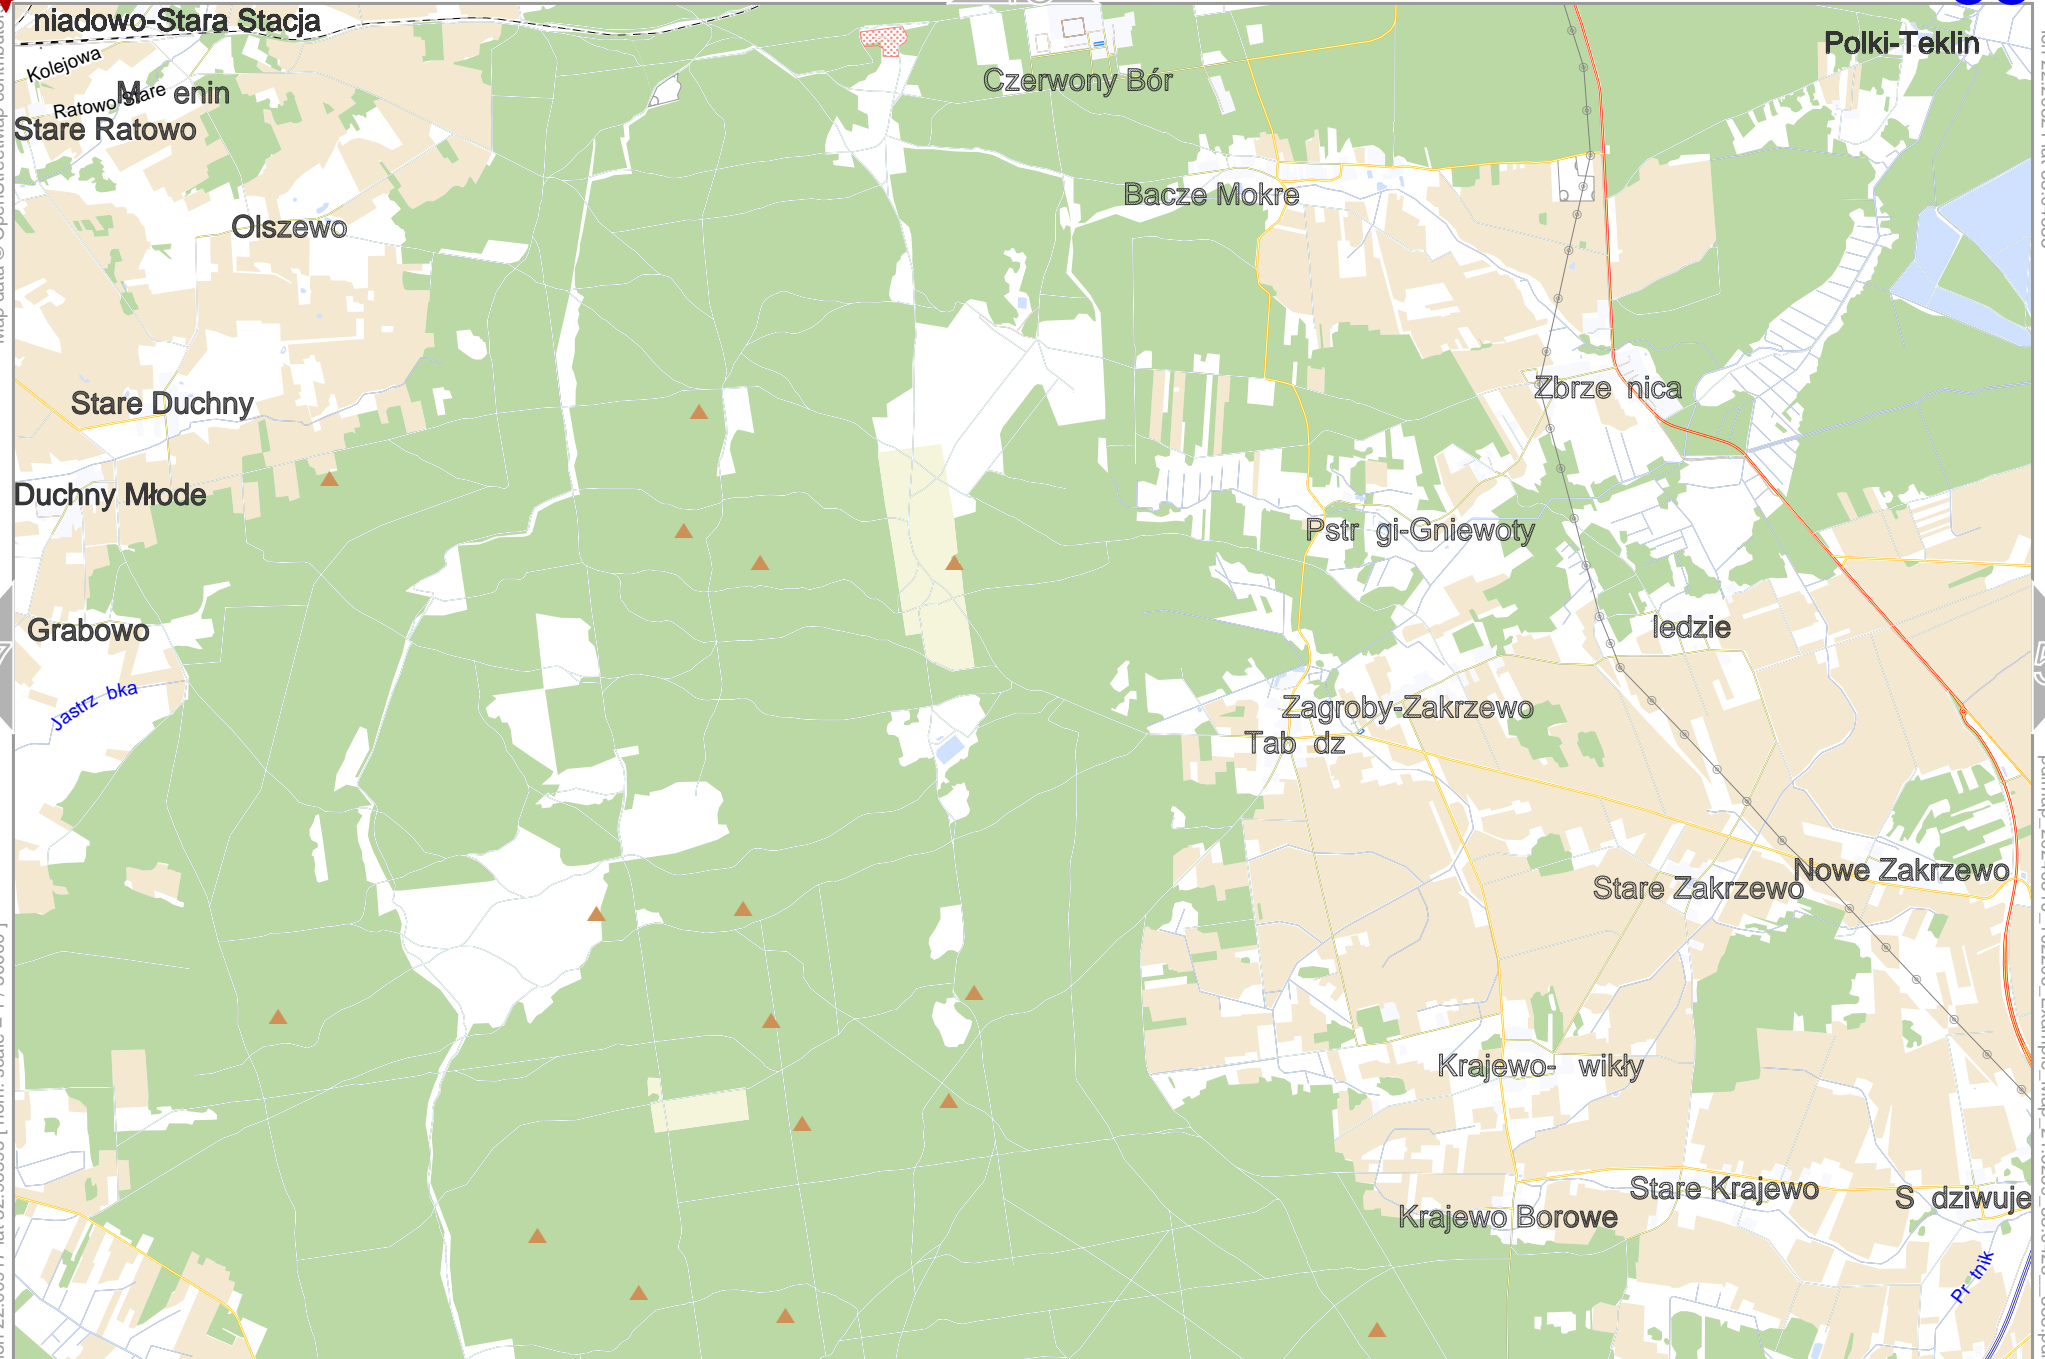 niadowo-Stara Stacja
Polki-Teklin
Kolejowa
Czerwony Bór
M enin
Ratowo Stare
Stare Ratowo
Bacze Mokre
Olszewo
Zbrze nica
Stare Duchny
Duchny Młode
Pstr gi-Gniewoty
Grabowo
ledzie
Jastrz bka
Zagroby-Zakrzewo
Tab dz
Nowe Zakrzewo
Stare Zakrzewo
Krajewo- wikły
Stare Krajewo
S dziwuje
Krajewo Borowe
Pr tnik